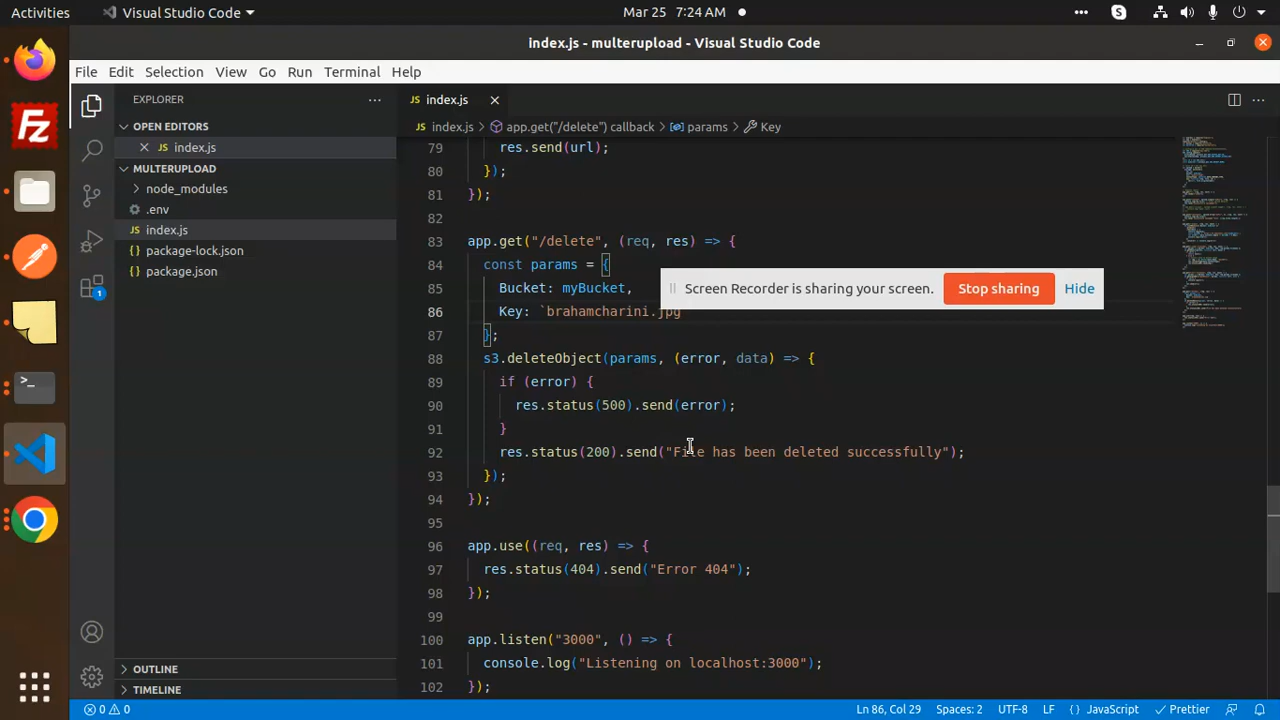 Activities
Visual Studio Code
Mar 25 7:24 AM
index.js - multerupload - Visual Studio Code
File Edit Selection View Go Run Terminal Help
EXPLORER
JS index.js
OPEN EDITORS
JS index.js > app.get("/delete") callback > params > Key
JS index.js
MULTERUPLOAD
node_modules
.env
JS index.js
package-lock.json
package.json
OUTLINE
TIMELINE
79 res.send(url);
80 });
81 });
82
83 app.get("/delete", (req, res) => {
84 const params = {
85 Bucket: myBucket,
86 Key: `brahamcharini.jpg
87 };
88 s3.deleteObject(params, (error, data) => {
89 if (error) {
90 res.status(500).send(error);
91 }
92 res.status(200).send("File has been deleted successfully");
93 });
94 });
95
96 app.use((req, res) => {
97 res.status(404).send("Error 404");
98 });
99
100 app.listen("3000", () => {
101 console.log("Listening on localhost:3000");
102 });
Screen Recorder is sharing your screen. Stop sharing Hide
1
0 0
Ln 86, Col 29 Spaces: 2 UTF-8 LF {} JavaScript Prettier